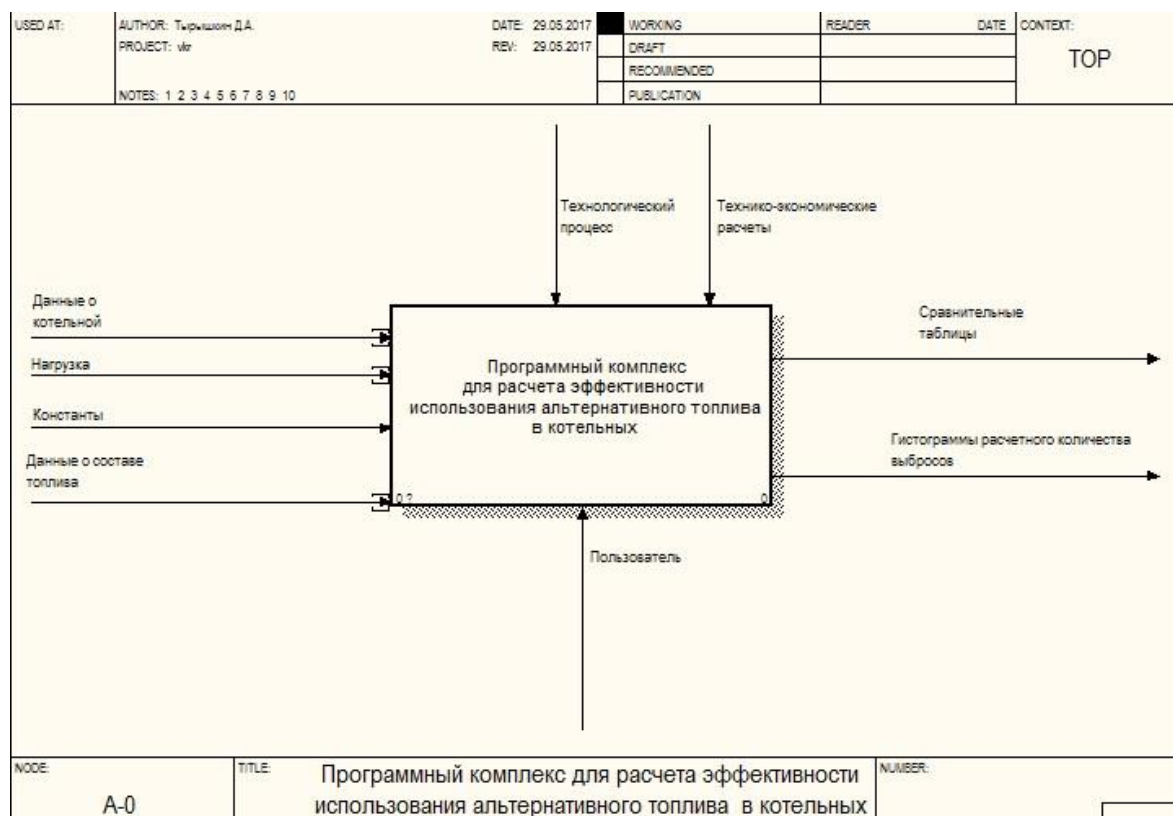 USED AT:
AUTHOR: Тырышкин Д.А.
DATE: 29.05.2017
WORKING
READER
DATE
CONTEXT:
PROJECT: vkr
REV: 29.05.2017
DRAFT
TOP
RECOMMENDED
NOTES: 1 2 3 4 5 6 7 8 9 10
PUBLICATION
Технологический
процесс
Технико-экономические
расчеты
Данные о
котельной
Нагрузка
Константы
Данные о составе
топлива
Программный комплекс
для расчета эффективности
использования альтернативного топлива
в котельных
0 ?
0
Сравнительные
таблицы
Гистограммы расчетного количества
выбросов
Пользователь
NODE:
A-0
TITLE:
Программный комплекс для расчета эффективности
использования альтернативного топлива в котельных
NUMBER: